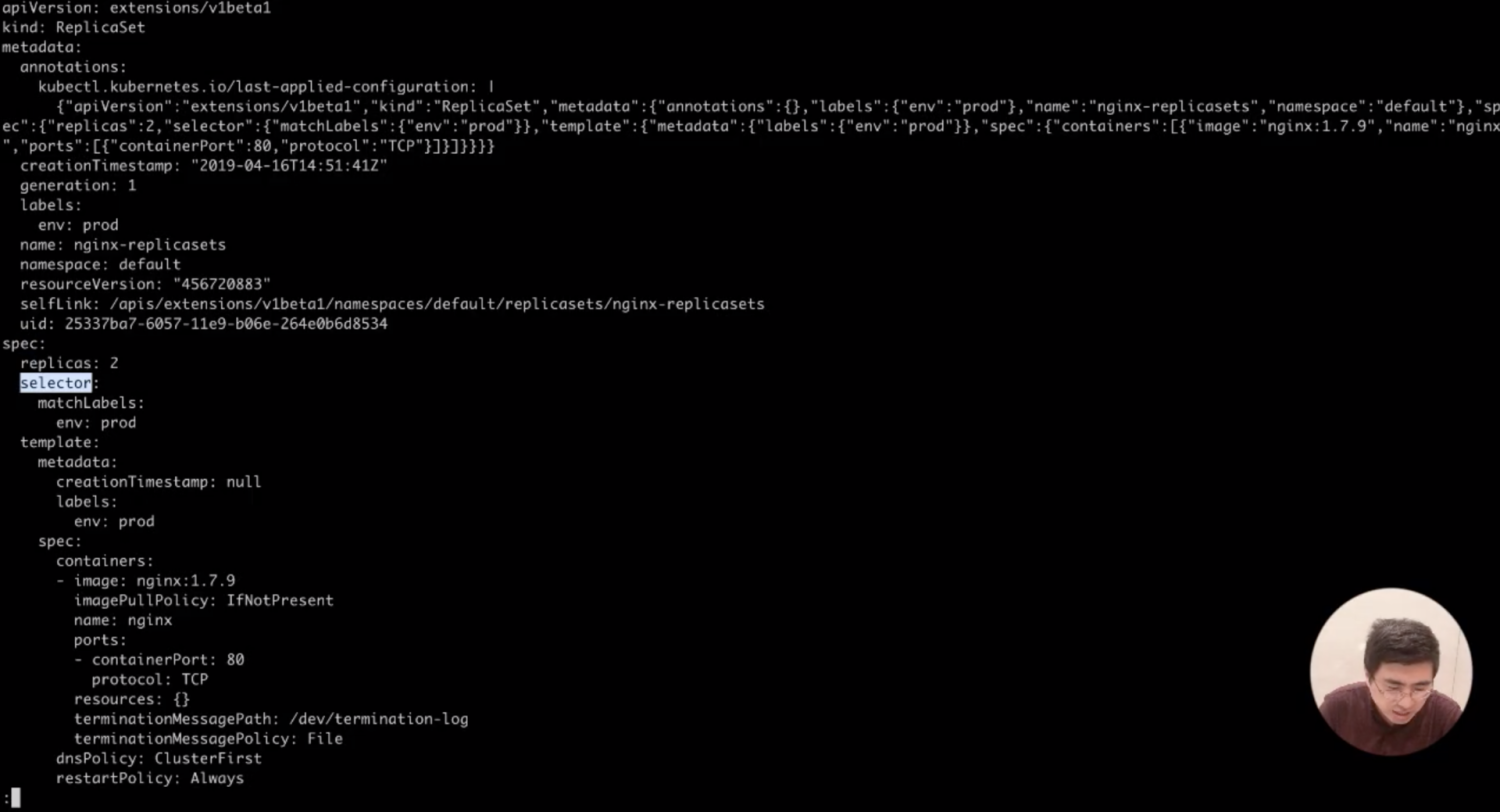 apiVersion: extensions/v1beta1
kind: ReplicaSet
metadata:
  annotations:
    kubectl.kubernetes.io/last-applied-configuration: |
      {"apiVersion":"extensions/v1beta1","kind":"ReplicaSet","metadata":{"annotations":{},"labels":{"env":"prod"},"name":"nginx-replicasets","namespace":"default"},"sp
ec":{"replicas":2,"selector":{"matchLabels":{"env":"prod"}},"template":{"metadata":{"labels":{"env":"prod"}},"spec":{"containers":[{"image":"nginx:1.7.9","name":"nginx
","ports":[{"containerPort":80,"protocol":"TCP"}]}]}}}}
  creationTimestamp: "2019-04-16T14:51:41Z"
  generation: 1
  labels:
    env: prod
  name: nginx-replicasets
  namespace: default
  resourceVersion: "456720883"
  selfLink: /apis/extensions/v1beta1/namespaces/default/replicasets/nginx-replicasets
  uid: 25337ba7-6057-11e9-b06e-264e0b6d8534
spec:
  replicas: 2
  selector:
    matchLabels:
      env: prod
  template:
    metadata:
      creationTimestamp: null
      labels:
        env: prod
    spec:
      containers:
      - image: nginx:1.7.9
        imagePullPolicy: IfNotPresent
        name: nginx
        ports:
        - containerPort: 80
          protocol: TCP
        resources: {}
        terminationMessagePath: /dev/termination-log
        terminationMessagePolicy: File
      dnsPolicy: ClusterFirst
      restartPolicy: Always
: